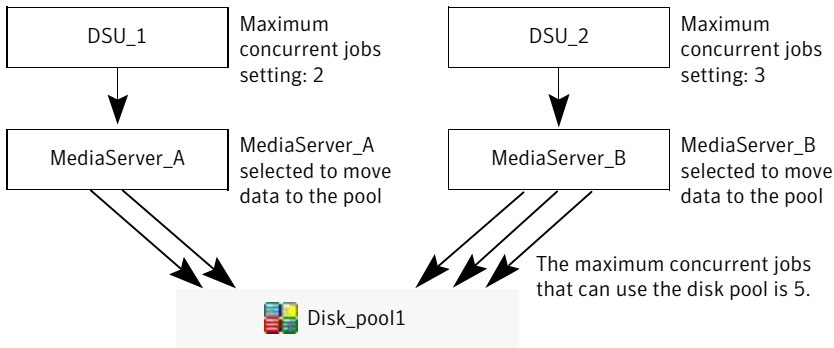 DSU_1
Maximum
concurrent jobs
setting: 2
DSU_2
Maximum
concurrent jobs
setting: 3
MediaServer_A
MediaServer_A
selected to move
data to the pool
MediaServer_B
MediaServer_B
selected to move
data to the pool
The maximum concurrent jobs
that can use the disk pool is 5.
Disk_pool1